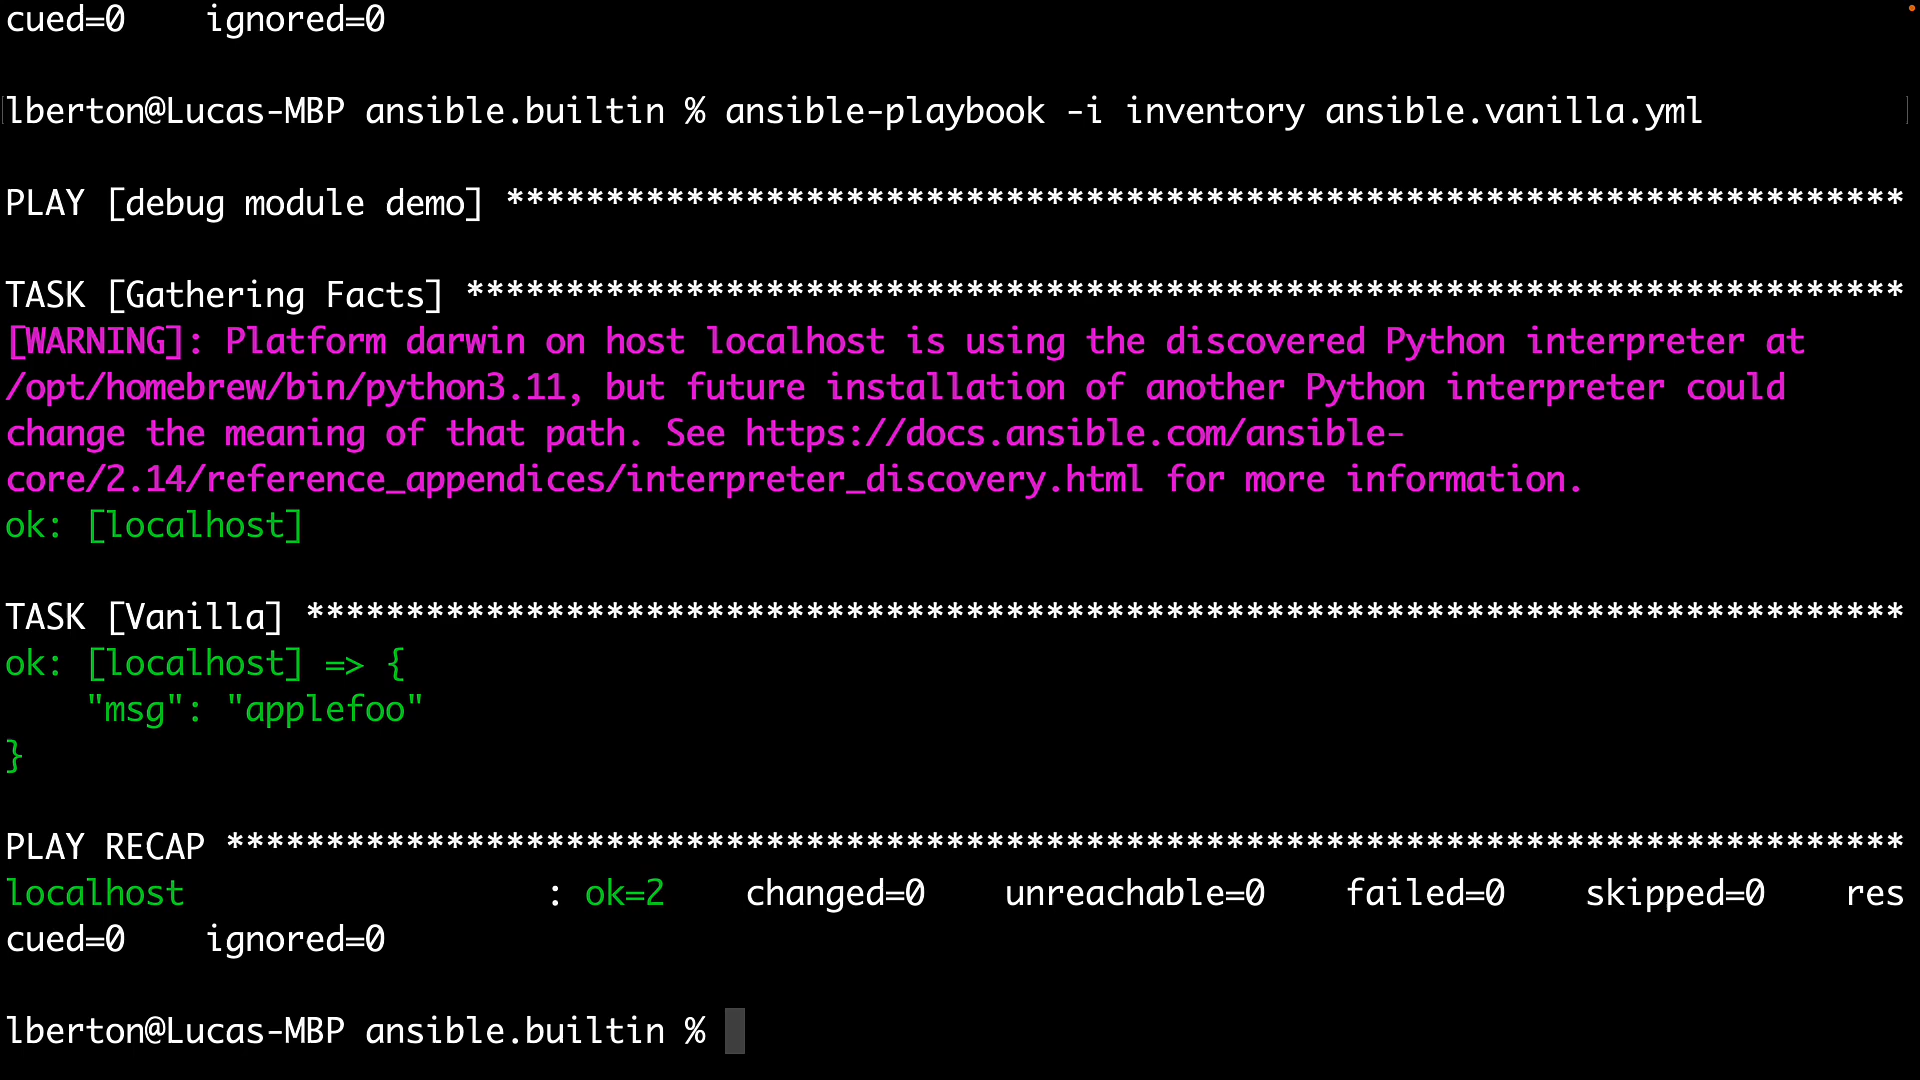 cued=0    ignored=0
lberton@Lucas-MBP ansible.builtin % ansible-playbook -i inventory ansible.vanilla.yml
PLAY [debug module demo] **********************************************************************
TASK [Gathering Facts] ************************************************************************
[WARNING]: Platform darwin on host localhost is using the discovered Python interpreter at
/opt/homebrew/bin/python3.11, but future installation of another Python interpreter could
change the meaning of that path. See https://docs.ansible.com/ansible-
core/2.14/reference_appendices/interpreter_discovery.html for more information.
ok: [localhost]
TASK [Vanilla] ********************************************************************************
ok: [localhost] => {
    "msg": "applefoo"
}
PLAY RECAP ************************************************************************************
localhost                  : ok=2    changed=0    unreachable=0    failed=0    skipped=0    res
cued=0    ignored=0
lberton@Lucas-MBP ansible.builtin %